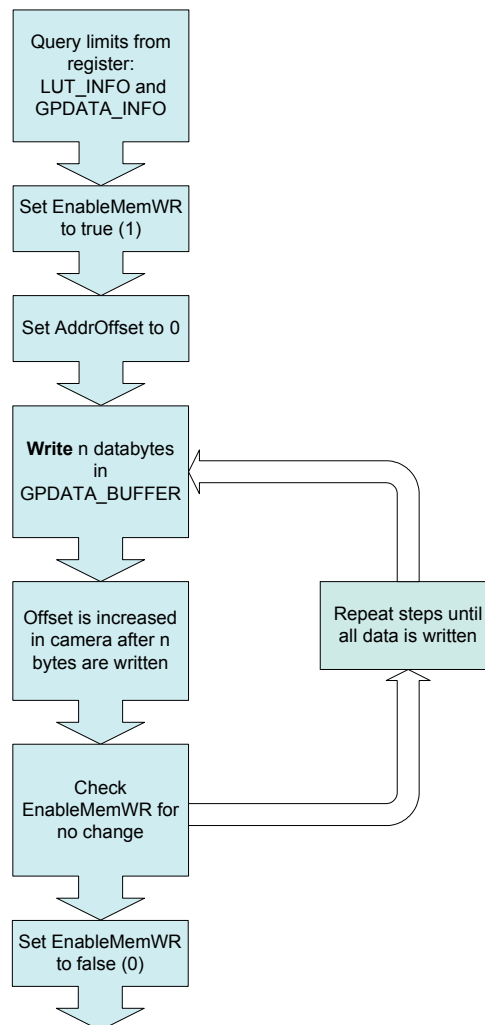 Query limits from
register:
LUT_INFO and
GPDATA_INFO
Set EnableMemWR
to true (1)
Set AddrOffset to 0
Write n databytes
in
GPDATA_BUFFER
Offset is increased
in camera after n
bytes are written
Repeat steps until
all data is written
Check
EnableMemWR for
no change
Set EnableMemWR
to false (0)